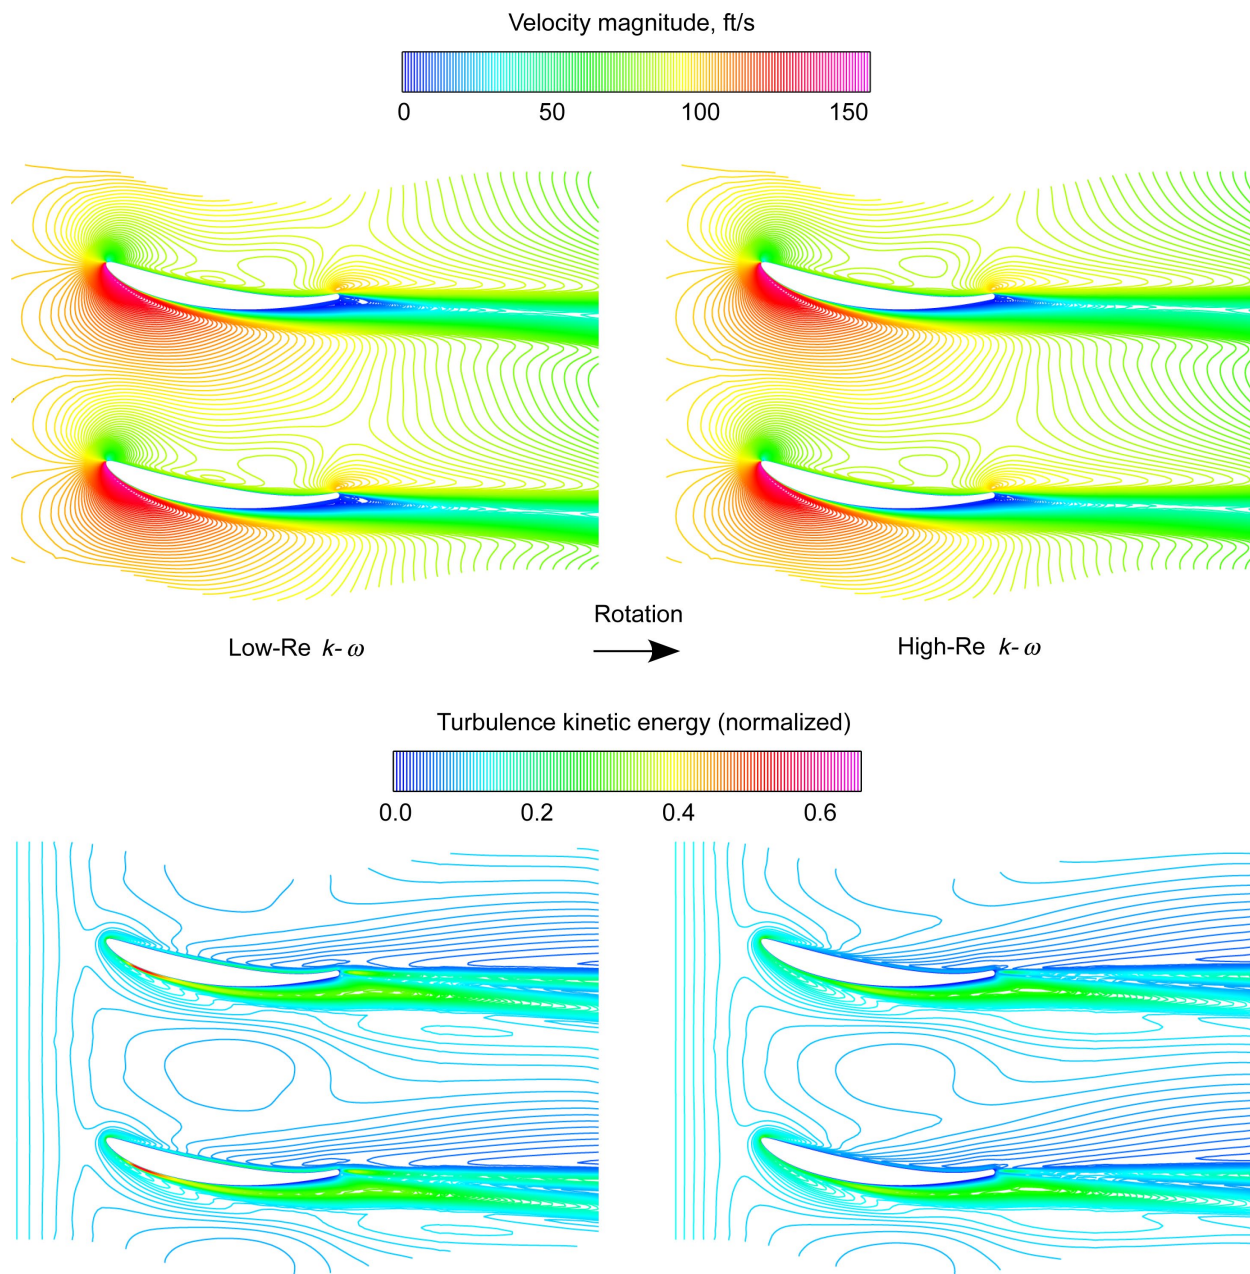 Velocity magnitude, ft/s
0 50 100 150
Rotation
Low-Re k-ω
High-Re k-ω
Turbulence kinetic energy (normalized)
0.0 0.2 0.4 0.6